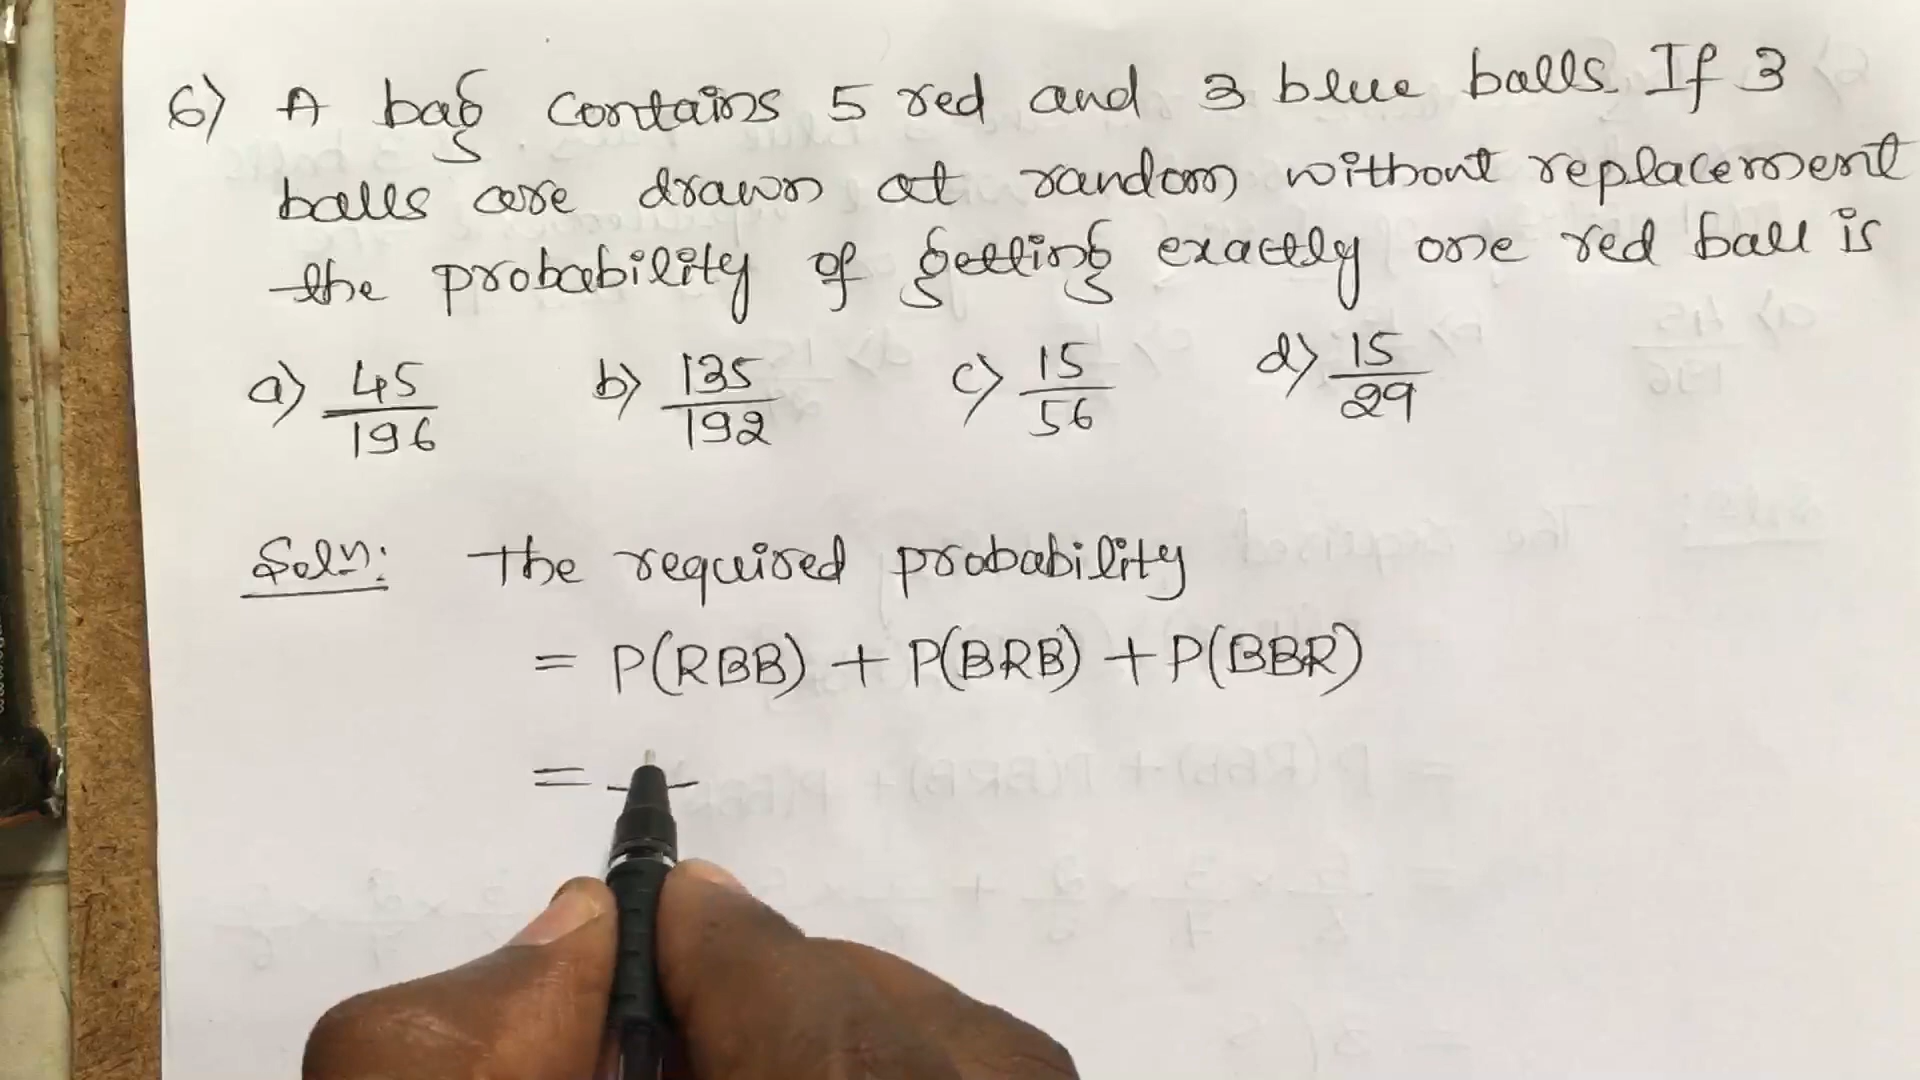 6) A bag contains 5 red and 3 blue balls. If 3
balls are drawn at random without replacement
the probability of getting exactly one red ball is
a) 45/196 b) 135/192 c) 15/56 d) 15/29
Soln: The required probability
= P(RBB) + P(BRB) + P(BBR)
=